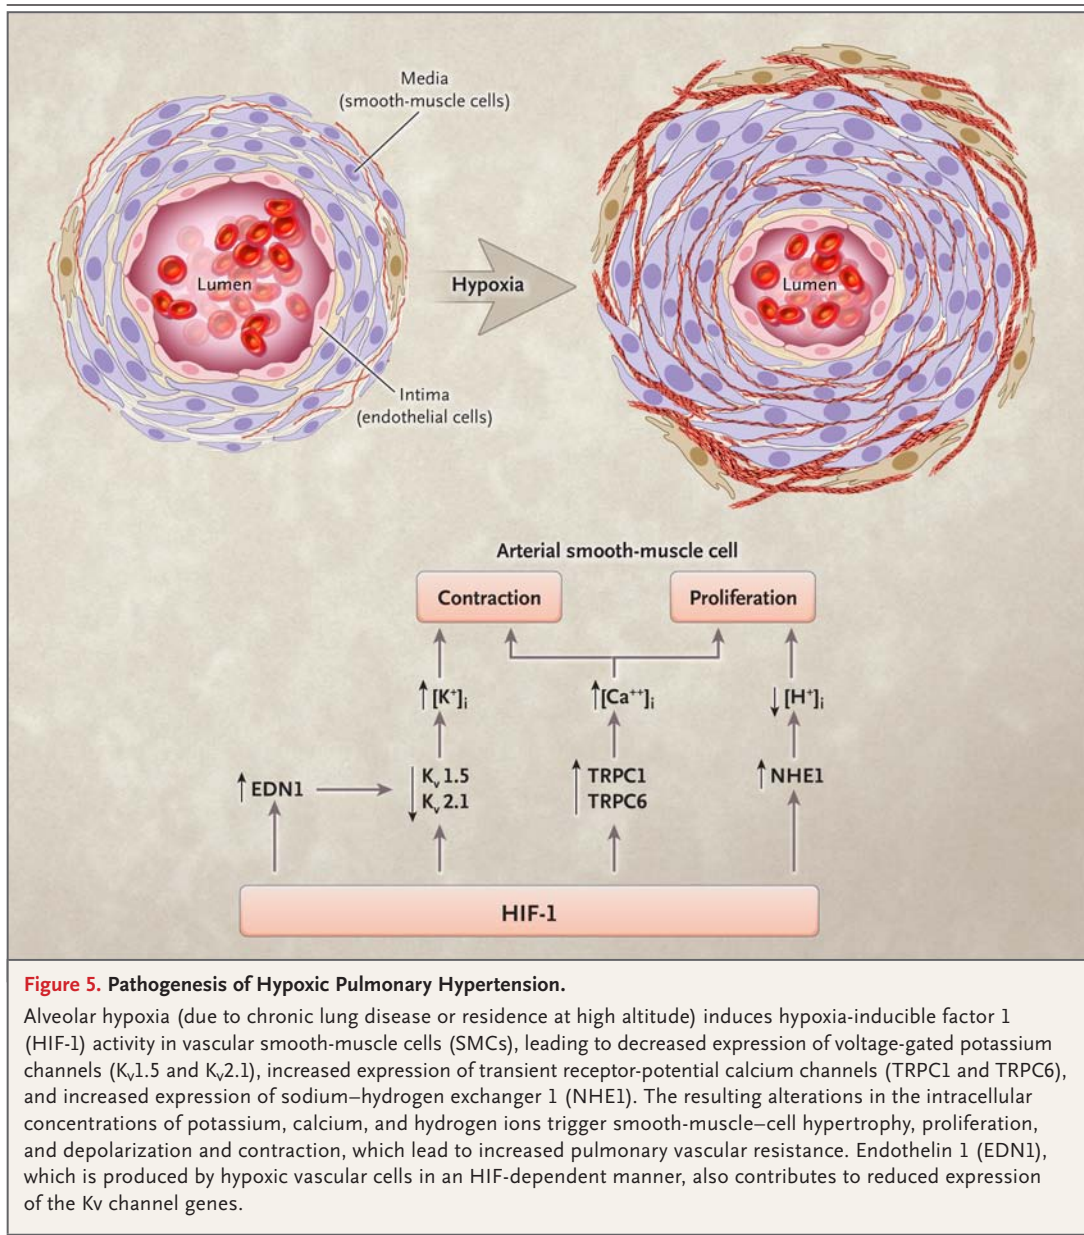 Media
(smooth-muscle cells)
Lumen
Hypoxia
Lumen
Intima
(endothelial cells)
Arterial smooth-muscle cell
Contraction
Proliferation
[K⁺]ᵢ
[Ca⁺⁺]ᵢ
[H⁺]ᵢ
EDN1
Kᵥ 1.5
Kᵥ 2.1
TRPC1
TRPC6
NHE1
HIF-1
Figure 5. Pathogenesis of Hypoxic Pulmonary Hypertension.
Alveolar hypoxia (due to chronic lung disease or residence at high altitude) induces hypoxia-inducible factor 1
(HIF-1) activity in vascular smooth-muscle cells (SMCs), leading to decreased expression of voltage-gated potassium
channels (Kᵥ1.5 and Kᵥ2.1), increased expression of transient receptor-potential calcium channels (TRPC1 and TRPC6),
and increased expression of sodium–hydrogen exchanger 1 (NHE1). The resulting alterations in the intracellular
concentrations of potassium, calcium, and hydrogen ions trigger smooth-muscle–cell hypertrophy, proliferation,
and depolarization and contraction, which lead to increased pulmonary vascular resistance. Endothelin 1 (EDN1),
which is produced by hypoxic vascular cells in an HIF-dependent manner, also contributes to reduced expression
of the Kv channel genes.